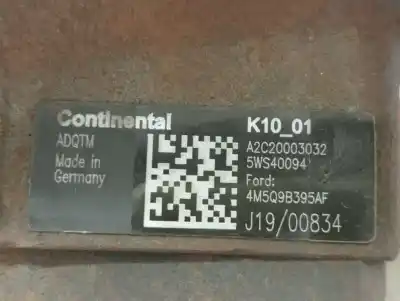 Continental
ADQTM
Made in
Germany
K10_01
A2C20003032
5WS40094
Ford:
4M5Q9B395AF
J19/00834